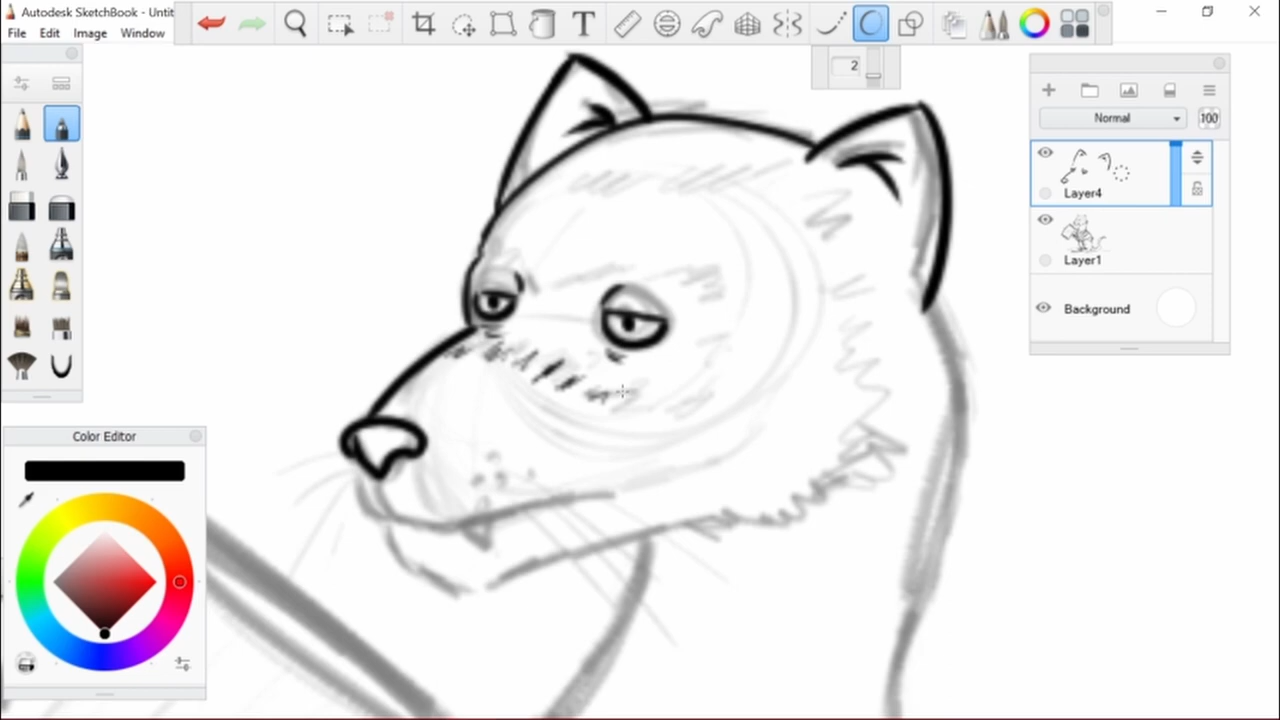 Autodesk SketchBook - Untit
File Edit Image Window
T
2
Normal 100
Layer4
Layer1
Background
Color Editor